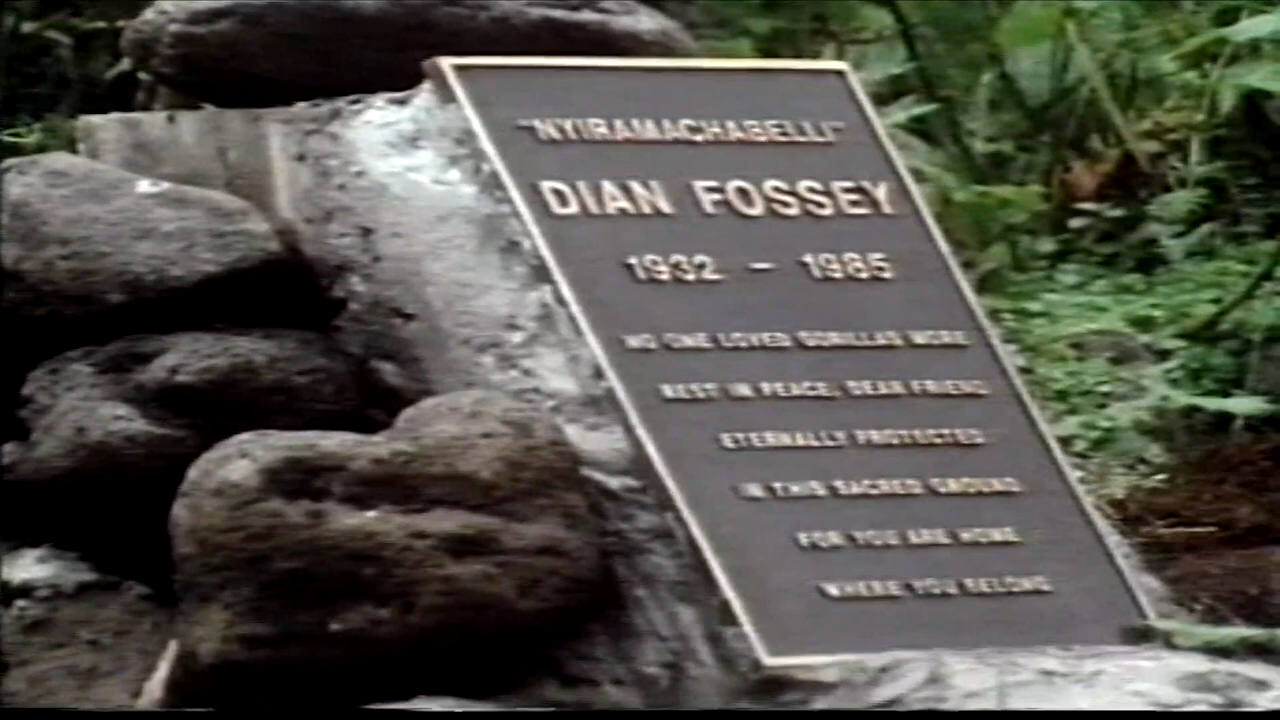 "NYIRAMACHABELLI"
DIAN FOSSEY
1932 – 1985
NO ONE LOVED GORILLAS MORE
REST IN PEACE, DEAR FRIEND
ETERNALLY PROTECTED
IN THIS SACRED GROUND
FOR YOU ARE HOME
WHERE YOU BELONG